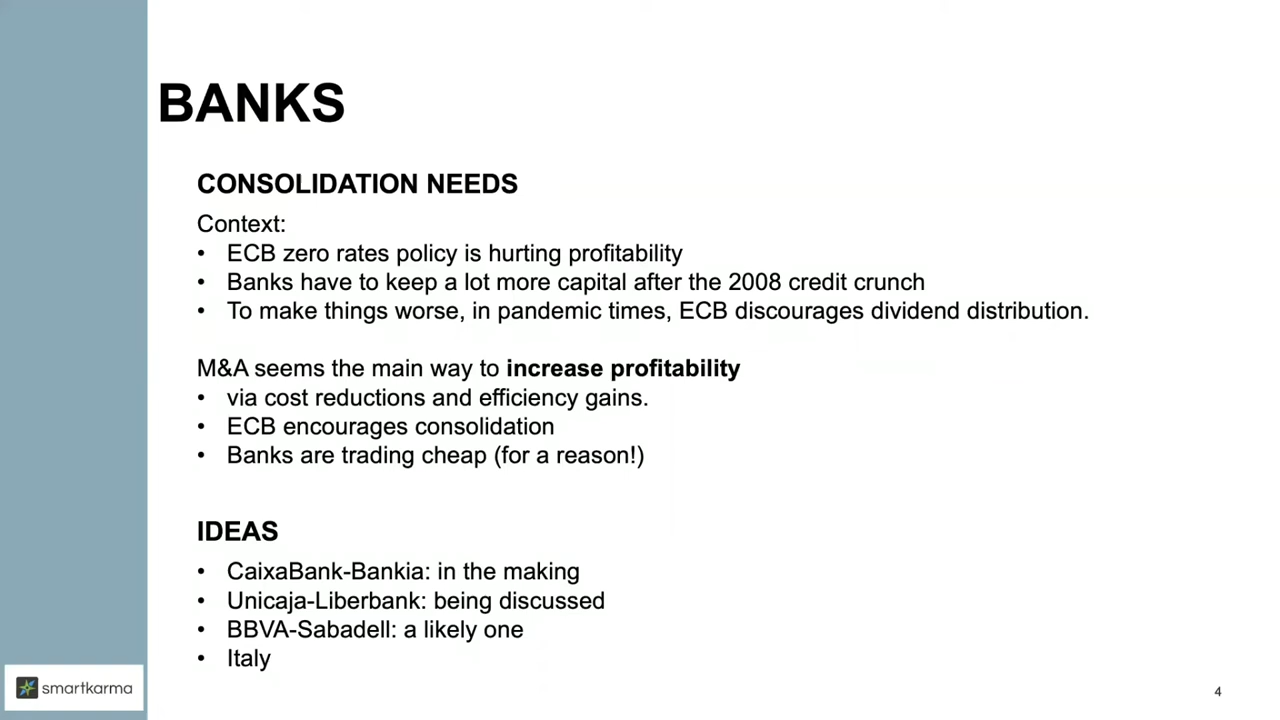 BANKS
CONSOLIDATION NEEDS
Context:
• ECB zero rates policy is hurting profitability
• Banks have to keep a lot more capital after the 2008 credit crunch
• To make things worse, in pandemic times, ECB discourages dividend distribution.
M&A seems the main way to increase profitability
• via cost reductions and efficiency gains.
• ECB encourages consolidation
• Banks are trading cheap (for a reason!)
IDEAS
• CaixaBank-Bankia: in the making
• Unicaja-Liberbank: being discussed
• BBVA-Sabadell: a likely one
• Italy
smartkarma
4